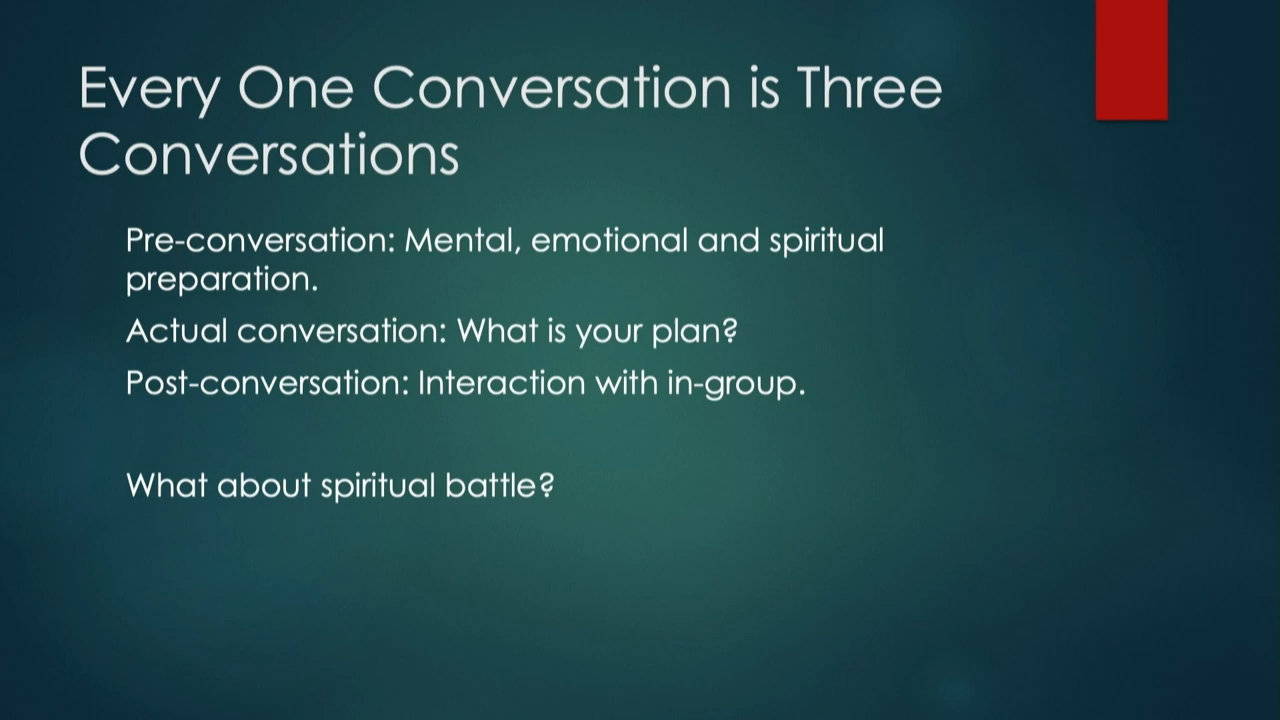 Every One Conversation is Three
Conversations
Pre-conversation: Mental, emotional and spiritual
preparation.
Actual conversation: What is your plan?
Post-conversation: Interaction with in-group.
What about spiritual battle?